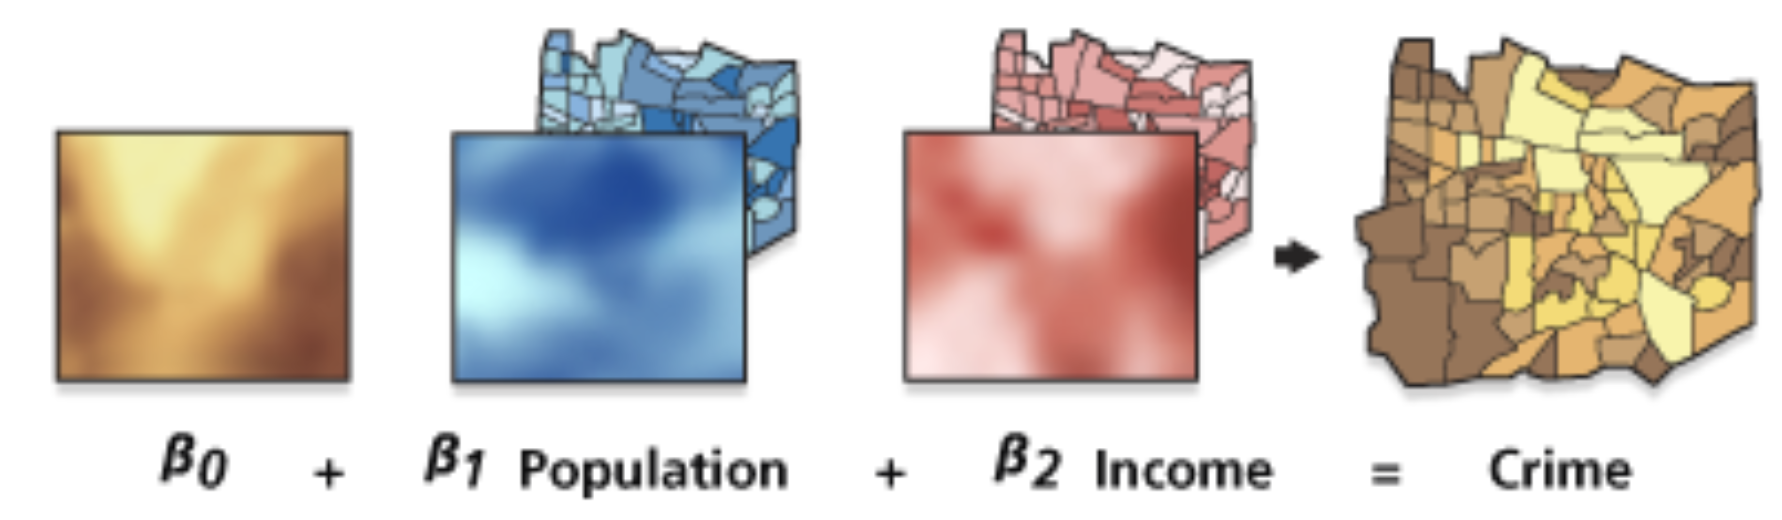 β0 + β1 Population + β2 Income = Crime